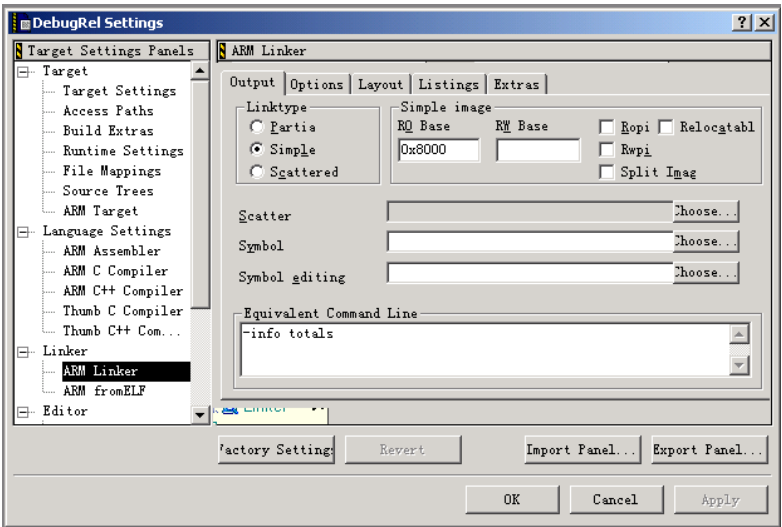 DebugRel Settings
Target Settings Panels
Target
Target Settings
Access Paths
Build Extras
Runtime Settings
File Mappings
Source Trees
ARM Target
Language Settings
ARM Assembler
ARM C Compiler
ARM C++ Compiler
Thumb C Compiler
Thumb C++ Com...
Linker
ARM Linker
ARM fromELF
Editor
ARM Linker
Output Options Layout Listings Extras
Linktype
Partia
Simple
Scattered
Simple image
RO Base RW Base
0x8000
Ropi Relocatabl
Rwpi
Split Imag
Scatter Choose...
Symbol Choose...
Symbol editing Choose...
Equivalent Command Line
-info totals
Linker
Factory Setting: Revert Import Panel... Export Panel...
OK Cancel Apply